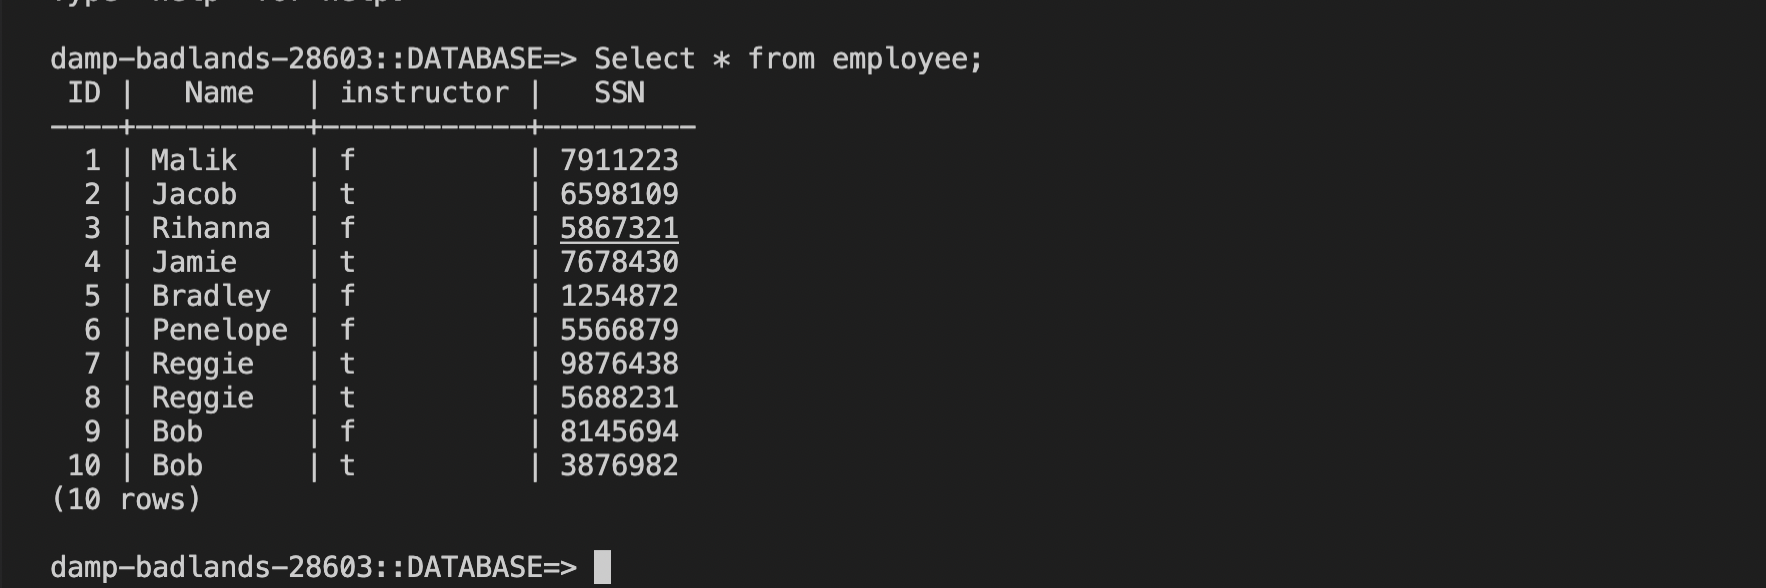 damp-badlands-28603::DATABASE=> Select * from employee;
 ID |   Name   | instructor |   SSN
----+----------+------------+---------
  1 | Malik    | f          | 7911223
  2 | Jacob    | t          | 6598109
  3 | Rihanna  | f          | 5867321
  4 | Jamie    | t          | 7678430
  5 | Bradley  | f          | 1254872
  6 | Penelope | f          | 5566879
  7 | Reggie   | t          | 9876438
  8 | Reggie   | t          | 5688231
  9 | Bob      | f          | 8145694
 10 | Bob      | t          | 3876982
(10 rows)
damp-badlands-28603::DATABASE=>